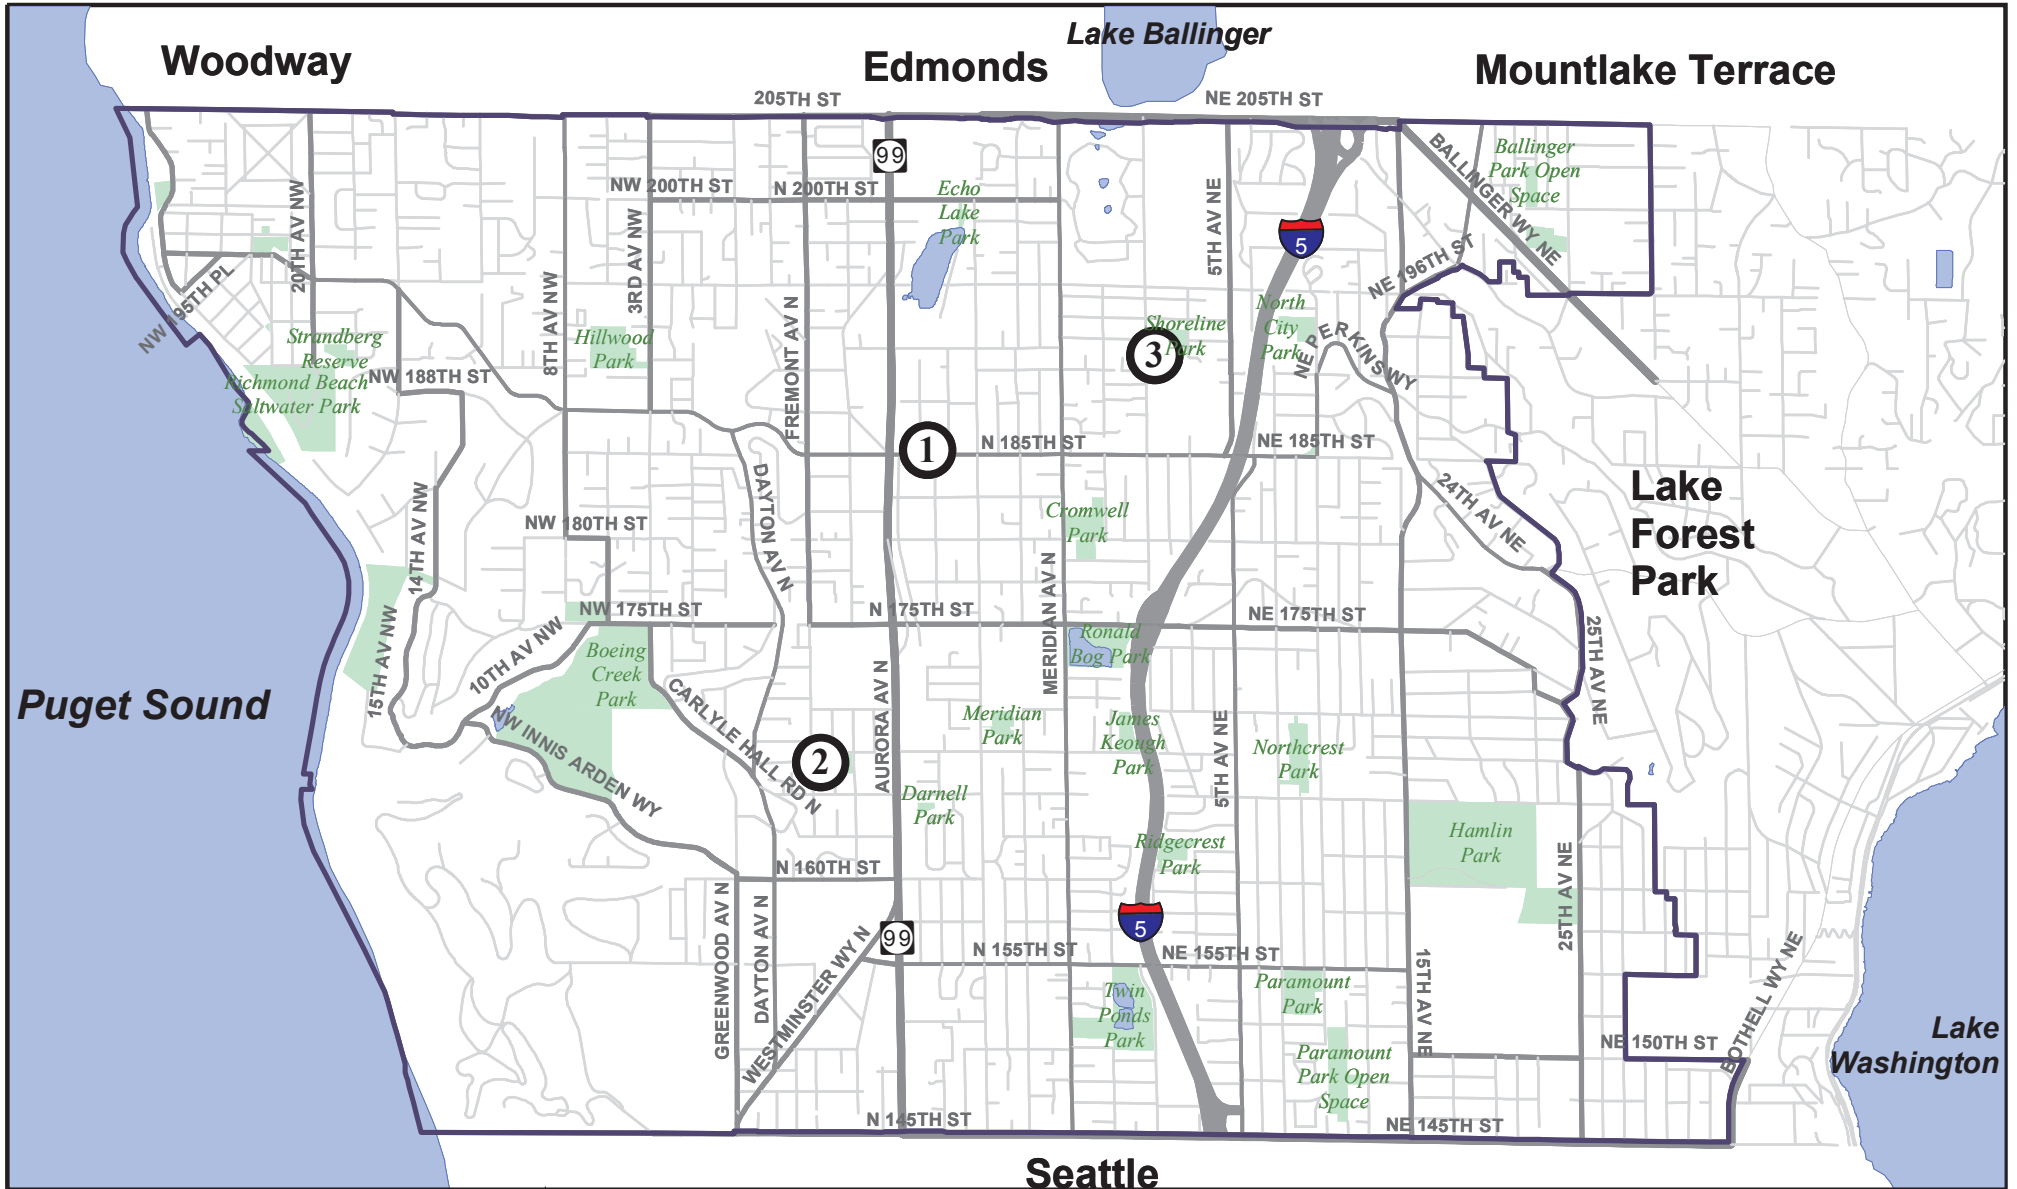 Lake Ballinger
Woodway
Edmonds
Mountlake Terrace
205TH ST
NE 205TH ST
99
BALLINGER WY NE
Ballinger
Park Open
Space
NW 200TH ST
N 200TH ST
Echo
Lake
Park
20TH AV NW
3RD AV NW
5TH AV NE
5
NE 196TH ST
NW 195TH PL
8TH AV NW
FREMONT AV N
North
City
Park
Strandberg
Reserve
Hillwood
Park
Shoreline
Park
3
NE PERKINS WY
Richmond Beach
Saltwater Park
NW 188TH ST
1
N 185TH ST
NE 185TH ST
DAYTON AV N
14TH AV NW
24TH AV NE
Lake
Forest
Park
Cromwell
Park
NW 180TH ST
MERIDIAN AV N
NW 175TH ST
N 175TH ST
NE 175TH ST
15TH AV NW
10TH AV NW
Boeing
Creek
Park
Ronald
Bog Park
25TH AV NE
Puget Sound
CARLYLE HALL RD N
NW INNIS ARDEN WY
AURORA AV N
Meridian
Park
James
Keough
Park
5TH AV NE
Northcrest
Park
2
Darnell
Park
Ridgecrest
Park
Hamlin
Park
N 160TH ST
GREENWOOD AV N
DAYTON AV N
WESTMINSTER WY N
99
5
25TH AV NE
N 155TH ST
NE 155TH ST
15TH AV NE
BOTHELL WY NE
Twin
Ponds
Park
Paramount
Park
NE 150TH ST
Lake
Washington
Paramount
Park Open
Space
N 145TH ST
NE 145TH ST
Seattle